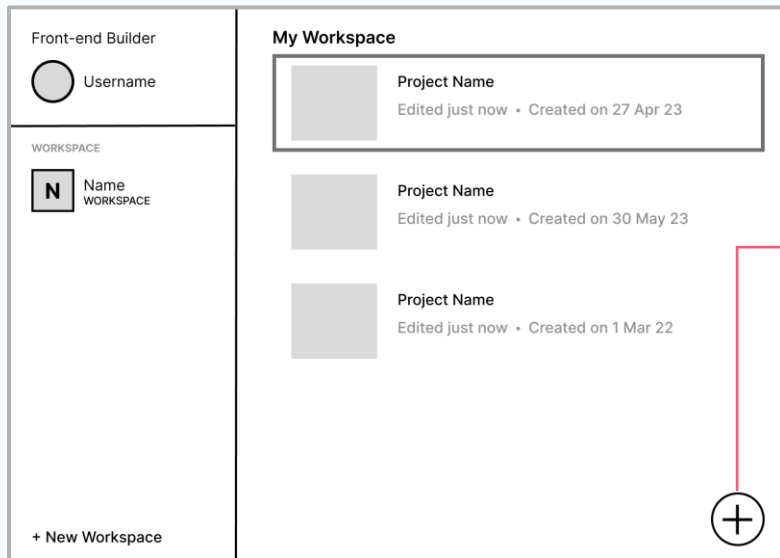 Front-end Builder
Username
WORKSPACE
N
Name
WORKSPACE
+ New Workspace
My Workspace
Project Name
Edited just now • Created on 27 Apr 23
Project Name
Edited just now • Created on 30 May 23
Project Name
Edited just now • Created on 1 Mar 22